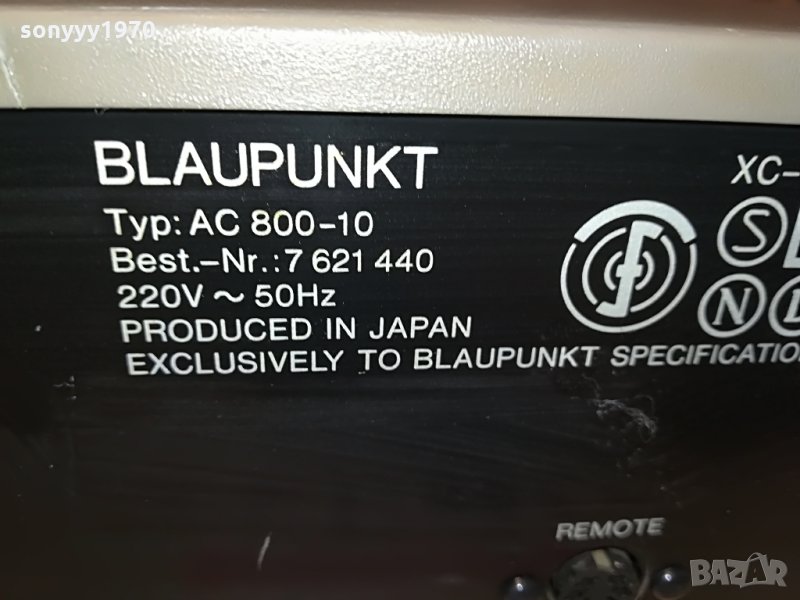 sonyyy1970
BLAUPUNKT
XC-
Typ: AC 800-10
Best.-Nr.: 7 621 440
220V ~ 50Hz
PRODUCED IN JAPAN
EXCLUSIVELY TO BLAUPUNKT
S
N
REMOTE
BAZAR